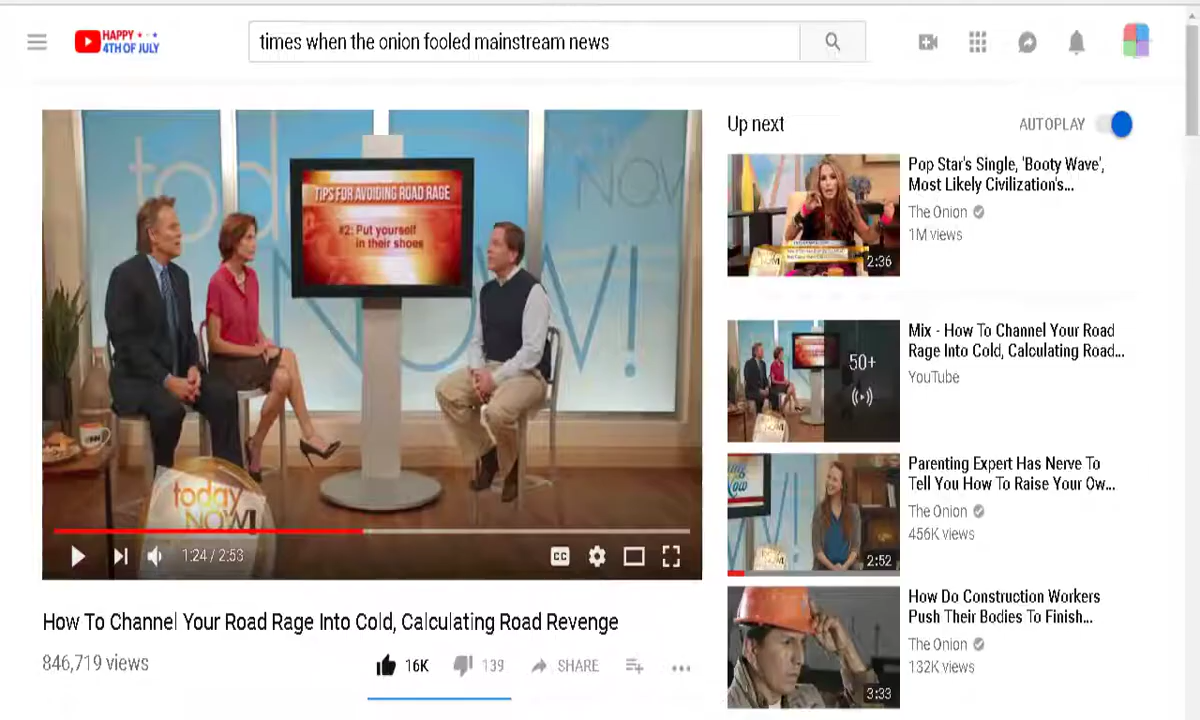 HAPPY
4TH OF JULY
times when the onion fooled mainstream news
today
NOW
NOW!
TIPS FOR AVOIDING ROAD RAGE
#2: Put yourself
in their shoes
today
NOW!
1:24 / 2:53
CC
How To Channel Your Road Rage Into Cold, Calculating Road Revenge
846,719 views
16K
139
SHARE
Up next
AUTOPLAY
2:36
Pop Star's Single, 'Booty Wave',
Most Likely Civilization's...
The Onion
1M views
50+
Mix - How To Channel Your Road
Rage Into Cold, Calculating Road...
YouTube
2:52
Parenting Expert Has Nerve To
Tell You How To Raise Your Ow...
The Onion
456K views
3:33
How Do Construction Workers
Push Their Bodies To Finish...
The Onion
132K views